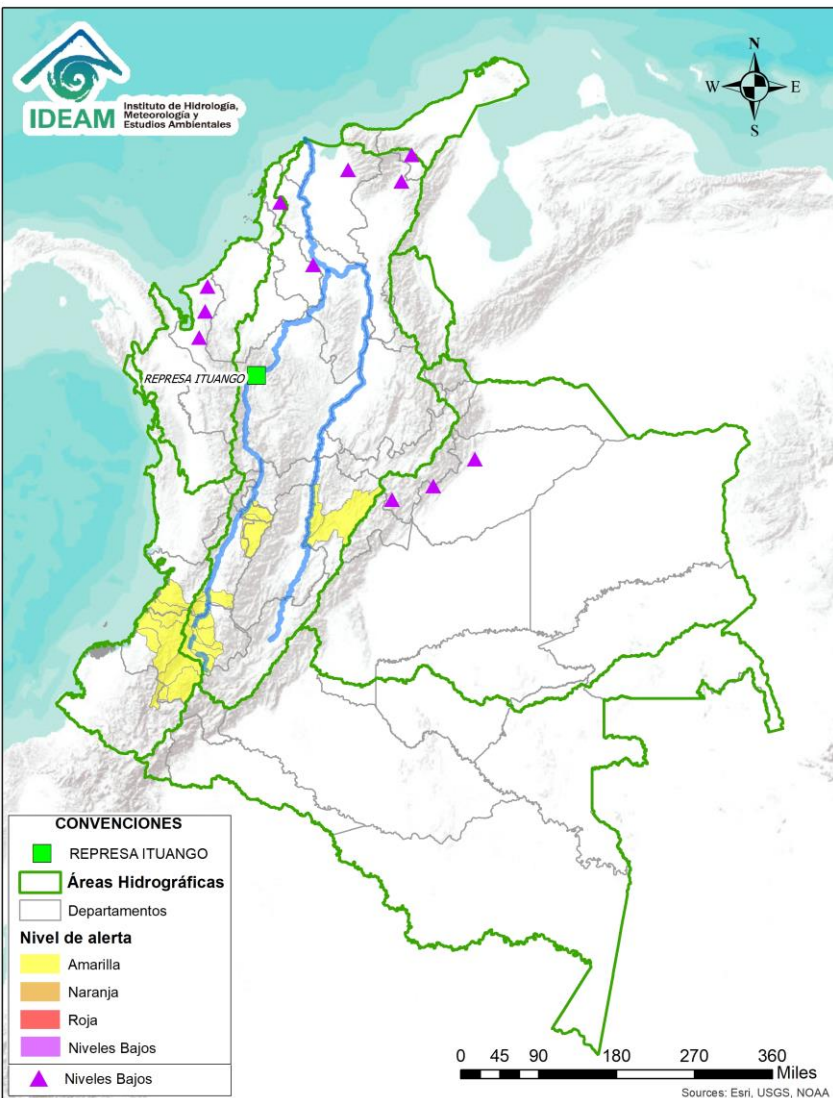 IDEAM
Instituto de Hidrología,
Meteorología y
Estudios Ambientales
N
W
E
S
REPRESA ITUANGO
CONVENCIONES
REPRESA ITUANGO
Áreas Hidrográficas
Departamentos
Nivel de alerta
Amarilla
Naranja
Roja
Niveles Bajos
Niveles Bajos
0 45 90 180 270 360
Miles
Sources: Esri, USGS, NOAA